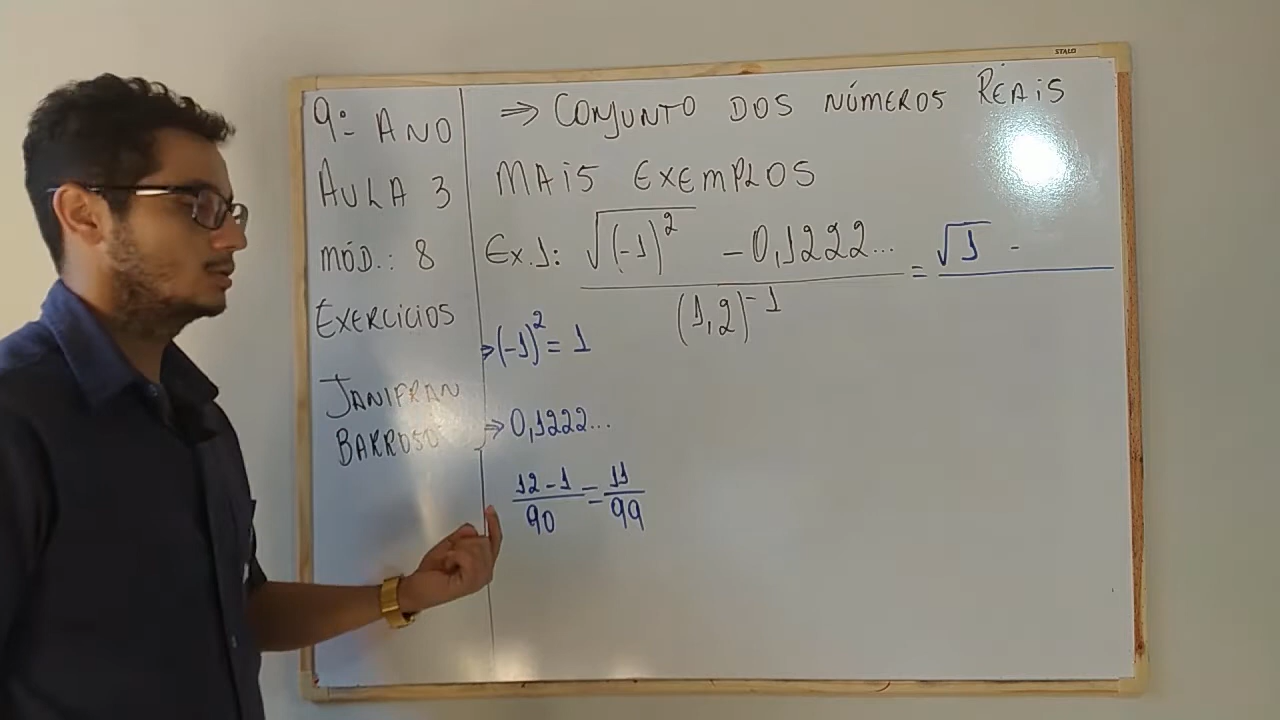 9º ANO
AULA 3
MÓD.: 8
EXERCÍCIOS
JANIFRAN
BARROSO
⇒ CONJUNTO DOS NÚMEROS REAIS
MAIS EXEMPLOS
Ex.1: (√(-1)² - 0,1222...) / (1,2)⁻¹ = √1 -
⇒ (-1)² = 1
⇒ 0,1222...
(12 - 1) / 90 = 11 / 99
STALO